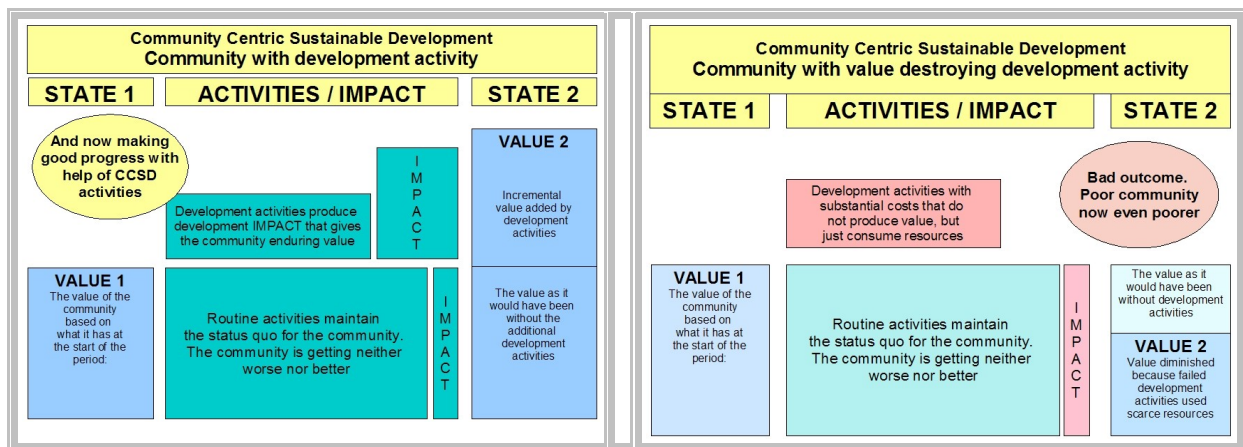 Community Centric Sustainable Development
Community with development activity
STATE 1
ACTIVITIES / IMPACT
STATE 2
And now making
good progress with
help of CCSD
activities
Development activities produce
development IMPACT that gives
the community enduring value
I
M
P
A
C
T
VALUE 2
Incremental
value added by
development
activities
VALUE 1
The value of the
community
based on
what it has at
the start of the
period:
Routine activities maintain
the status quo for the community.
The community is getting neither
worse nor better
I
M
P
A
C
T
The value as it
would have been
without the
additional
development
activities
Community Centric Sustainable Development
Community with value destroying development activity
STATE 1
ACTIVITIES / IMPACT
STATE 2
Development activities with
substantial costs that do
not produce value, but
just consume resources
Bad outcome.
Poor community
now even poorer
VALUE 1
The value of the
community
based on
what it has at
the start of the
period:
Routine activities maintain
the status quo for the community.
The community is getting neither
worse nor better
I
M
P
A
C
T
The value as it
would have been
without development
activities
VALUE 2
Value diminished
because failed
development
activities used
scarce resources